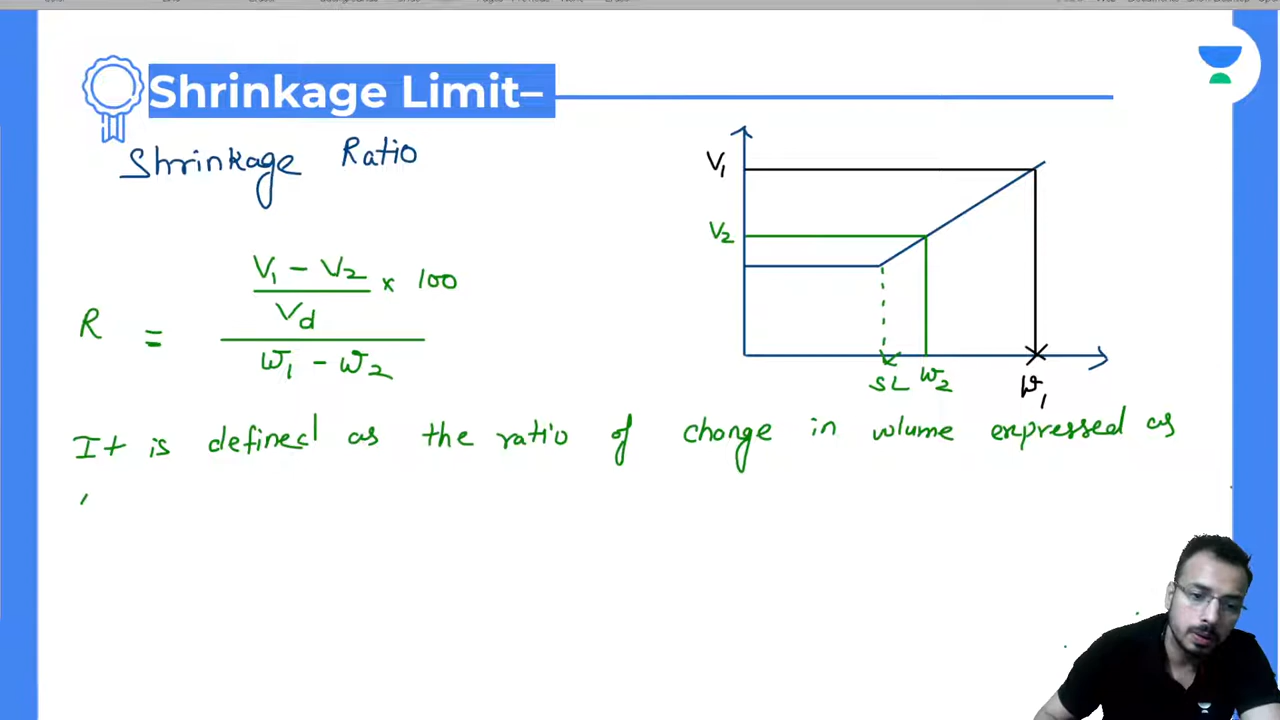 Shrinkage Limit–
Shrinkage Ratio
V₁
V₂
V₁ – V₂ × 100
Vd
R =
w₁ – w₂
SL w₂ w₁
It is defined as the ratio of change in volume expressed as